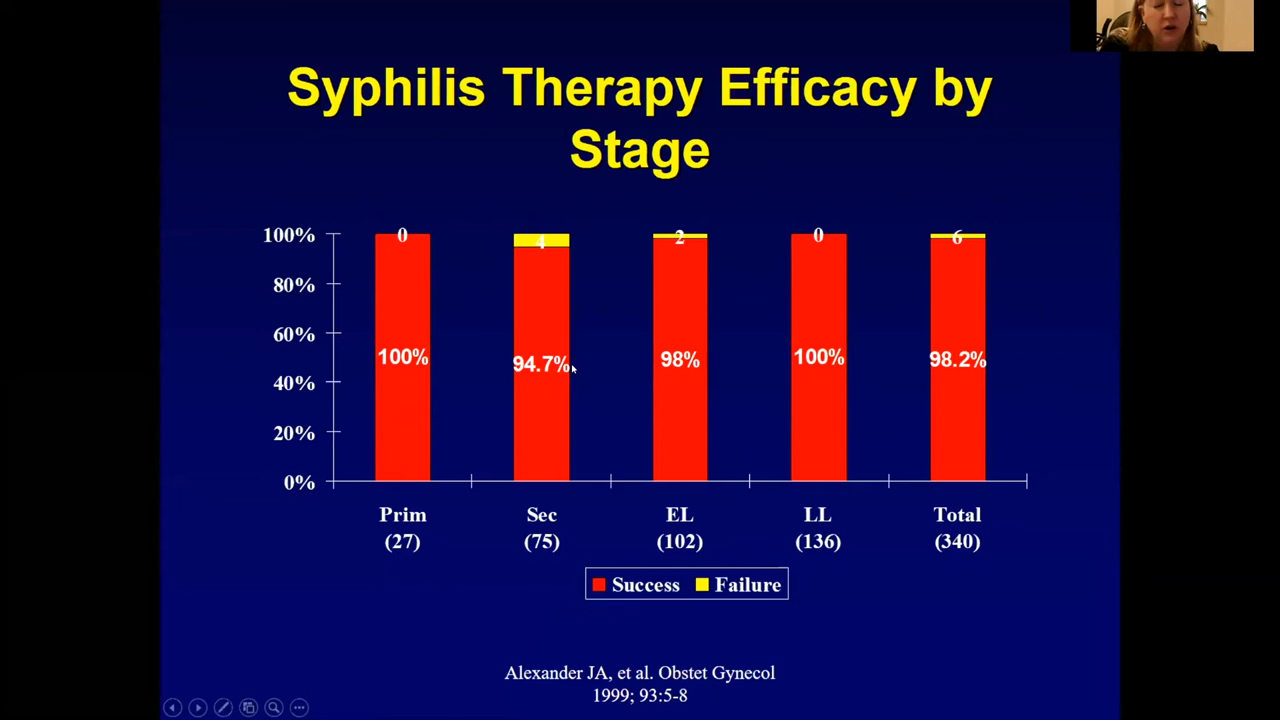 Syphilis Therapy Efficacy by
Stage
100%
80%
60%
40%
20%
0%
0
4
2
0
6
100%
94.7%
98%
100%
98.2%
Prim
(27)
Sec
(75)
EL
(102)
LL
(136)
Total
(340)
Success
Failure
Alexander JA, et al. Obstet Gynecol
1999; 93:5-8